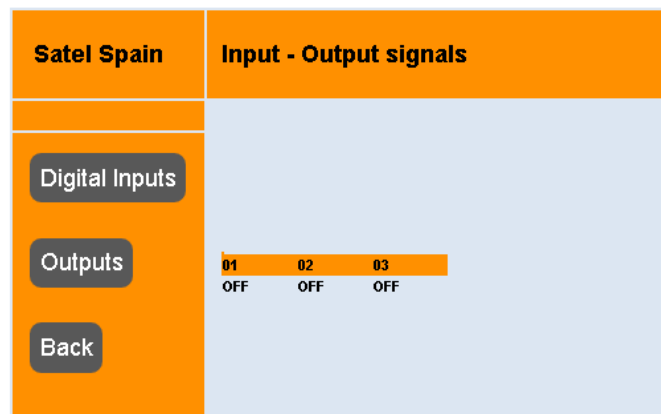 Satel Spain
Input - Output signals
Digital Inputs
Outputs
01 02 03
OFF OFF OFF
Back